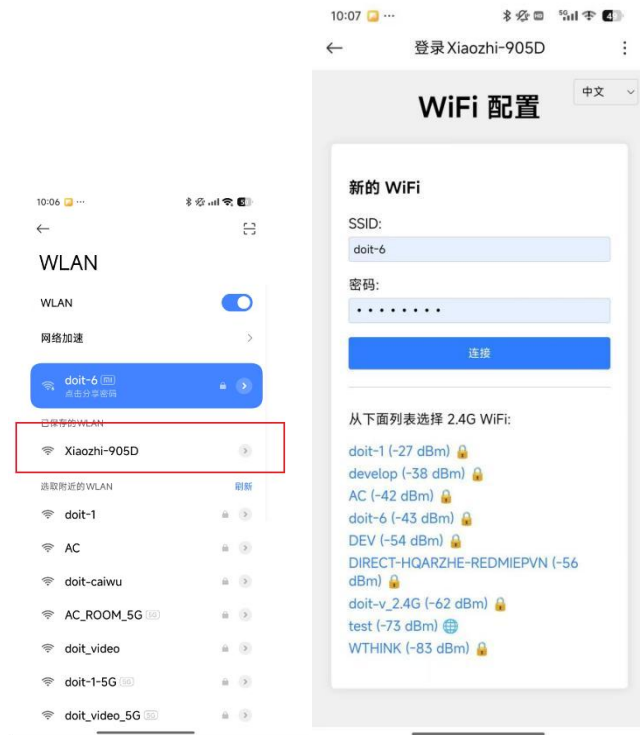 10:06
WLAN
WLAN
网络加速
doit-6
点击分享密码
已保存的WLAN
Xiaozhi-905D
选取附近的WLAN 刷新
doit-1
AC
doit-caiwu
AC_ROOM_5G 5G
doit_video
doit-1-5G 5G
doit_video_5G 5G
10:07 5G
登录Xiaozhi-905D
中文
WiFi 配置
新的 WiFi
SSID:
doit-6
密码:
连接
从下面列表选择 2.4G WiFi:
doit-1 (-27 dBm)
develop (-38 dBm)
AC (-42 dBm)
doit-6 (-43 dBm)
DEV (-54 dBm)
DIRECT-HQARZHE-REDMIEPVN (-56
dBm)
doit-v_2.4G (-62 dBm)
test (-73 dBm)
WTHINK (-83 dBm)